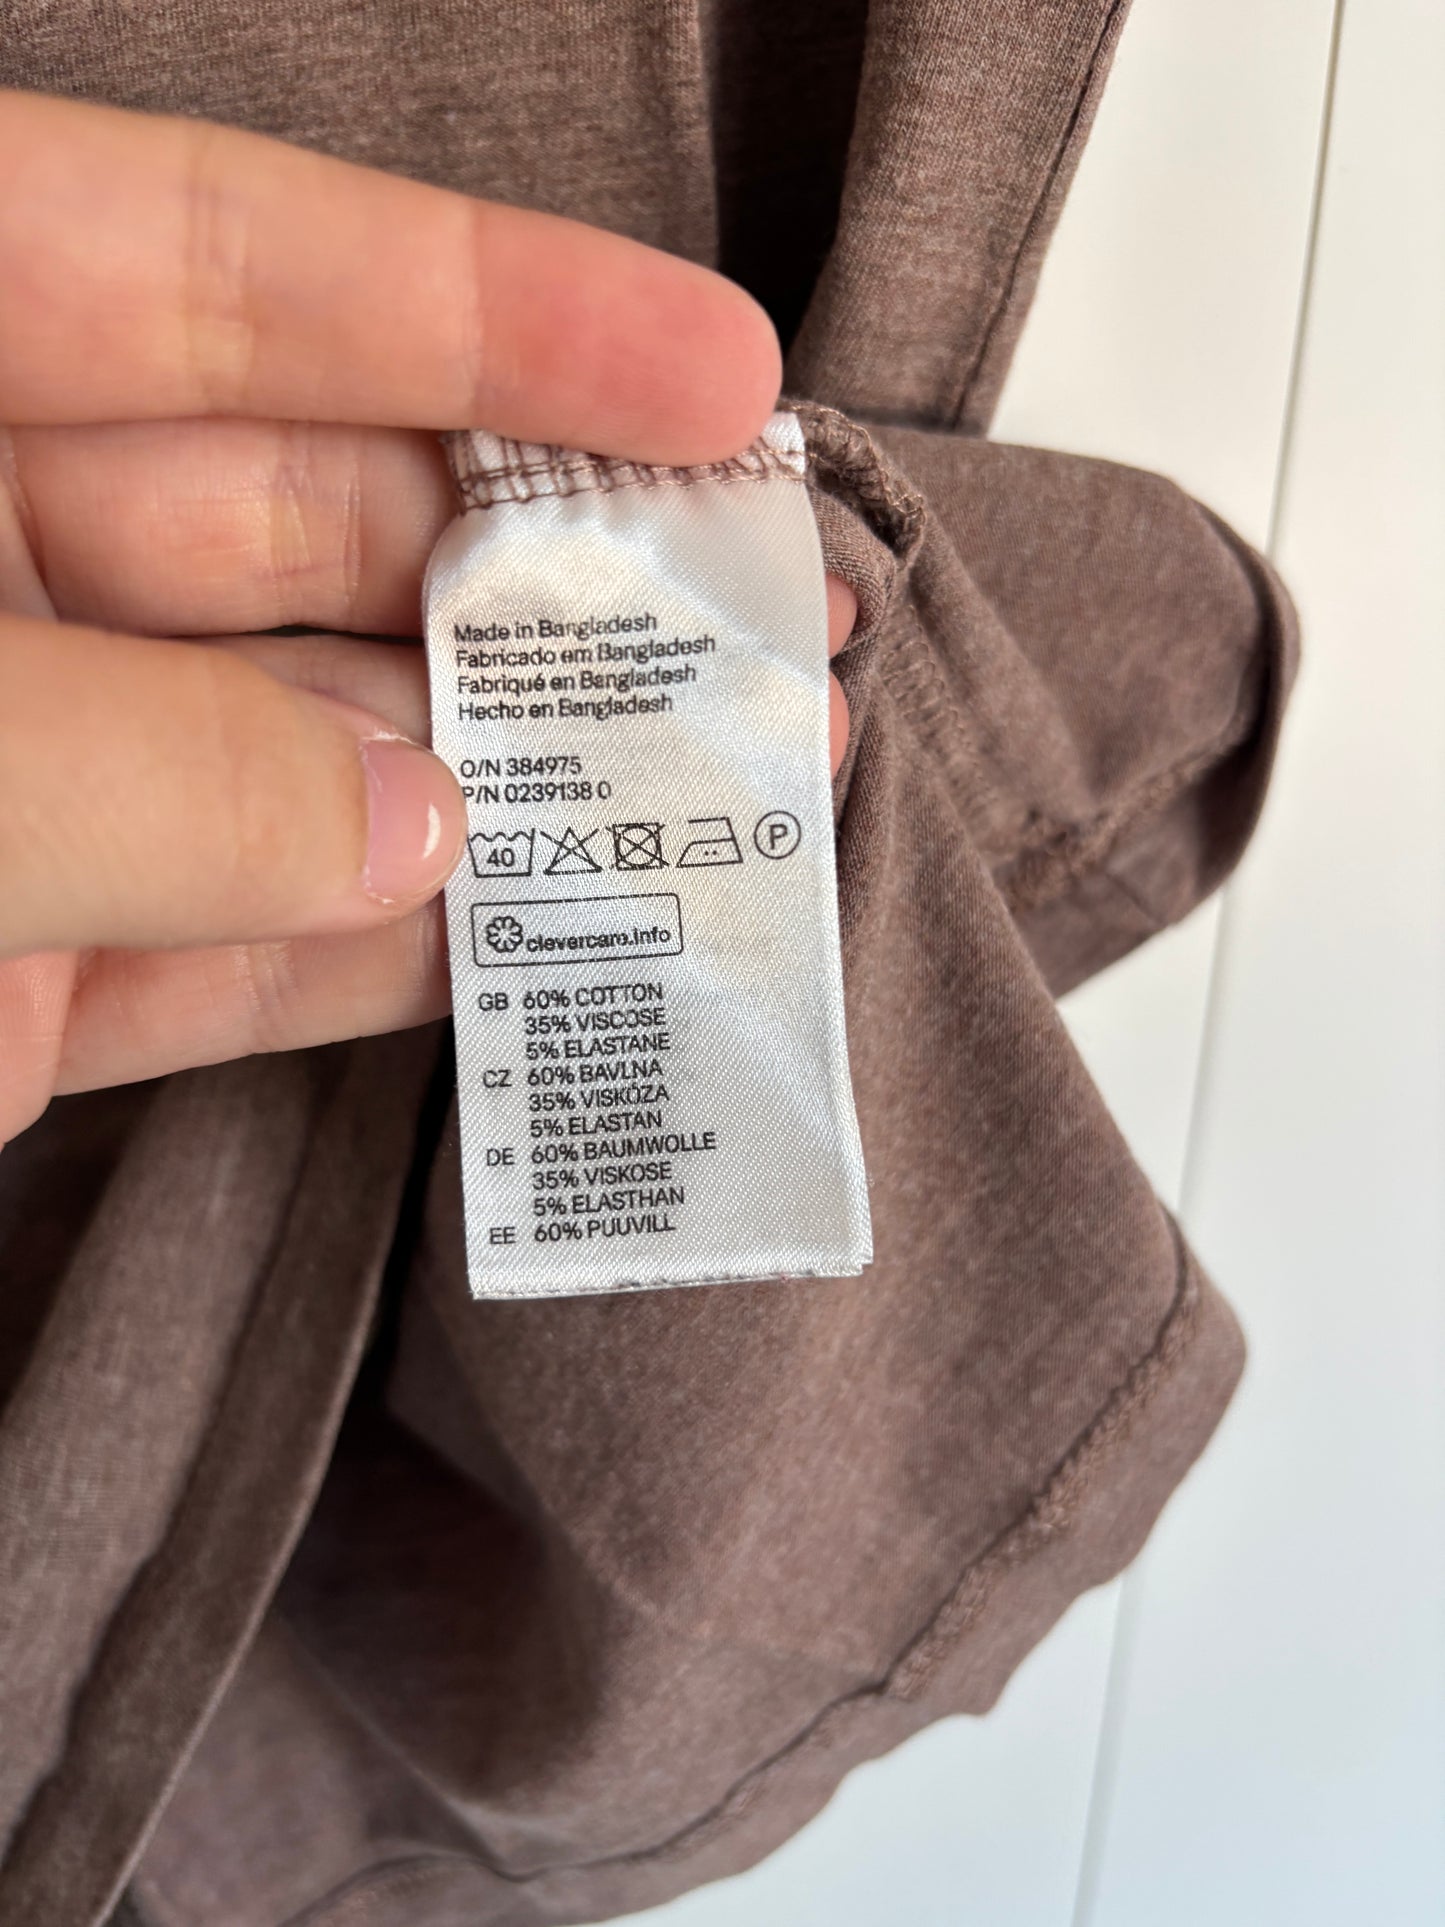 Made in Bangladesh
Fabricado em Bangladesh
Fabriqué en Bangladesh
Hecho en Bangladesh
O/N 384975
P/N 0239138 0
40 P
clevercare.info
GB 60% COTTON
35% VISCOSE
5% ELASTANE
CZ 60% BAVLNA
35% VISKÓZA
5% ELASTAN
DE 60% BAUMWOLLE
35% VISKOSE
5% ELASTHAN
EE 60% PUUVILL